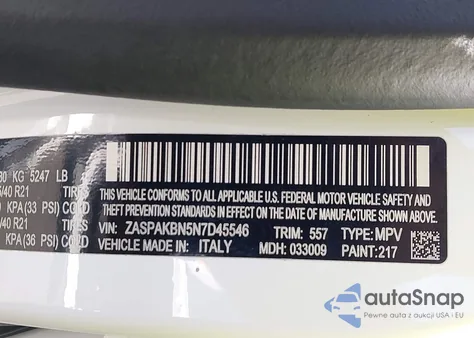 80 KG 5247 LB
/40 R21 TIRES
KPA(33 PSI) COLD
/40 R21 TIRES
KPA(36 PSI) COLD
THIS VEHICLE CONFORMS TO ALL APPLICABLE U.S. FEDERAL MOTOR VEHICLE SAFETY AND
THEFT PREVENTION STANDARDS IN EFFECT ON THE DATE OF MANUFACTURE SHOWN ABOVE.
VIN: ZASPAKBN5N7D45546 TRIM: 557 TYPE: MPV
MADE IN: ITALY MDH: 033009 PAINT:217
autoSnap
Pewne auta z aukcji USA i EU